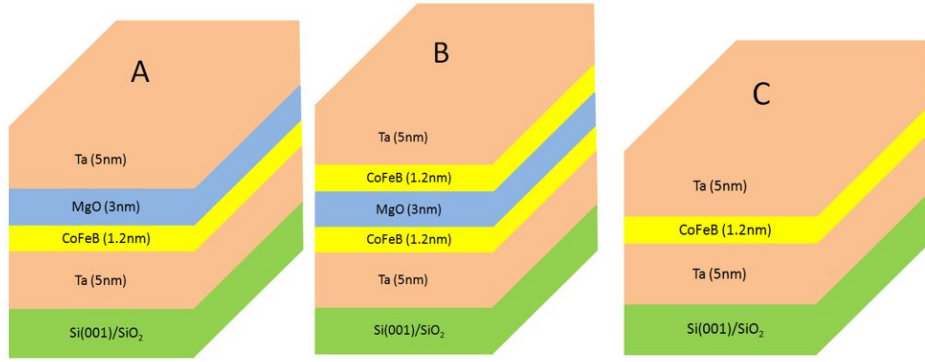 A
Ta (5nm)
MgO (3nm)
CoFeB (1.2nm)
Ta (5nm)
Si(001)/SiO₂
B
Ta (5nm)
CoFeB (1.2nm)
MgO (3nm)
CoFeB (1.2nm)
Ta (5nm)
Si(001)/SiO₂
C
Ta (5nm)
CoFeB (1.2nm)
Ta (5nm)
Si(001)/SiO₂